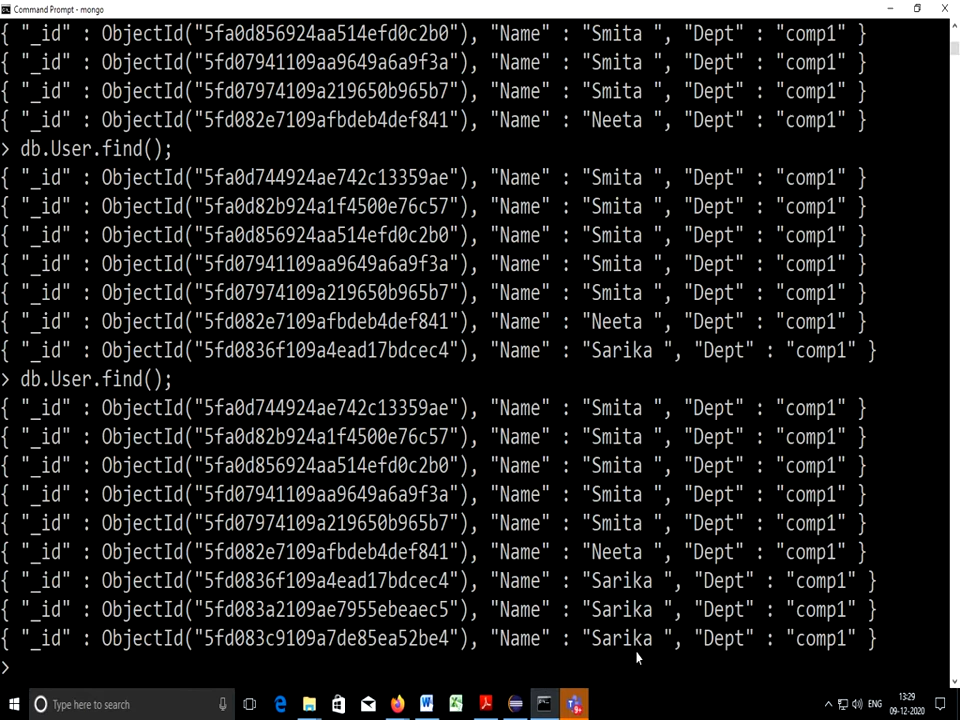 Command Prompt - mongo
{ "_id" : ObjectId("5fa0d856924aa514efd0c2b0"), "Name" : "Smita ", "Dept" : "comp1" }
{ "_id" : ObjectId("5fd07941109aa9649a6a9f3a"), "Name" : "Smita ", "Dept" : "comp1" }
{ "_id" : ObjectId("5fd07974109a219650b965b7"), "Name" : "Smita ", "Dept" : "comp1" }
{ "_id" : ObjectId("5fd082e7109afbdeb4def841"), "Name" : "Neeta ", "Dept" : "comp1" }
> db.User.find();
{ "_id" : ObjectId("5fa0d744924ae742c13359ae"), "Name" : "Smita ", "Dept" : "comp1" }
{ "_id" : ObjectId("5fa0d82b924a1f4500e76c57"), "Name" : "Smita ", "Dept" : "comp1" }
{ "_id" : ObjectId("5fa0d856924aa514efd0c2b0"), "Name" : "Smita ", "Dept" : "comp1" }
{ "_id" : ObjectId("5fd07941109aa9649a6a9f3a"), "Name" : "Smita ", "Dept" : "comp1" }
{ "_id" : ObjectId("5fd07974109a219650b965b7"), "Name" : "Smita ", "Dept" : "comp1" }
{ "_id" : ObjectId("5fd082e7109afbdeb4def841"), "Name" : "Neeta ", "Dept" : "comp1" }
{ "_id" : ObjectId("5fd0836f109a4ead17bdcec4"), "Name" : "Sarika ", "Dept" : "comp1" }
> db.User.find();
{ "_id" : ObjectId("5fa0d744924ae742c13359ae"), "Name" : "Smita ", "Dept" : "comp1" }
{ "_id" : ObjectId("5fa0d82b924a1f4500e76c57"), "Name" : "Smita ", "Dept" : "comp1" }
{ "_id" : ObjectId("5fa0d856924aa514efd0c2b0"), "Name" : "Smita ", "Dept" : "comp1" }
{ "_id" : ObjectId("5fd07941109aa9649a6a9f3a"), "Name" : "Smita ", "Dept" : "comp1" }
{ "_id" : ObjectId("5fd07974109a219650b965b7"), "Name" : "Smita ", "Dept" : "comp1" }
{ "_id" : ObjectId("5fd082e7109afbdeb4def841"), "Name" : "Neeta ", "Dept" : "comp1" }
{ "_id" : ObjectId("5fd0836f109a4ead17bdcec4"), "Name" : "Sarika ", "Dept" : "comp1" }
{ "_id" : ObjectId("5fd083a2109ae7955ebeaec5"), "Name" : "Sarika ", "Dept" : "comp1" }
{ "_id" : ObjectId("5fd083c9109a7de85ea52be4"), "Name" : "Sarika ", "Dept" : "comp1" }
>
Type here to search
ENG
13:29
09-12-2020